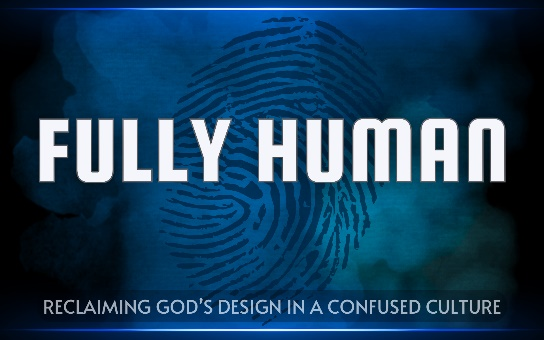 FULLY HUMAN
RECLAIMING GOD'S DESIGN IN A CONFUSED CULTURE